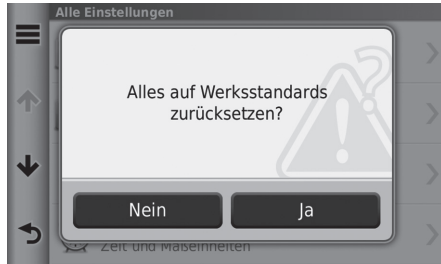 Alle Einstellungen
Alles auf Werksstandards
zurücksetzen?
Nein
Ja
Zeit und Maßeinheiten